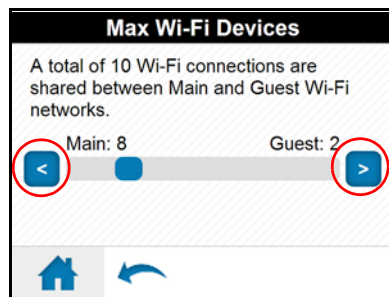 Max Wi-Fi Devices
A total of 10 Wi-Fi connections are
shared between Main and Guest Wi-Fi
networks.
Main: 8 Guest: 2
< >